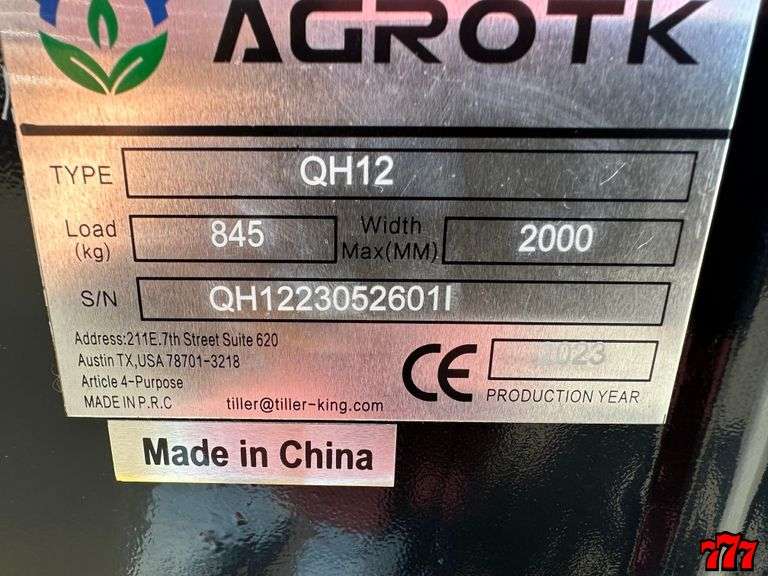 AGROTK
TYPE QH12
Load (kg) 845 Width Max(MM) 2000
S/N QH1223052601I
Address:211E.7th Street Suite 620
Austin TX,USA 78701-3218
Article 4-Purpose
MADE IN P.R.C tiller@tiller-king.com
CE 2023
PRODUCTION YEAR
Made in China
777